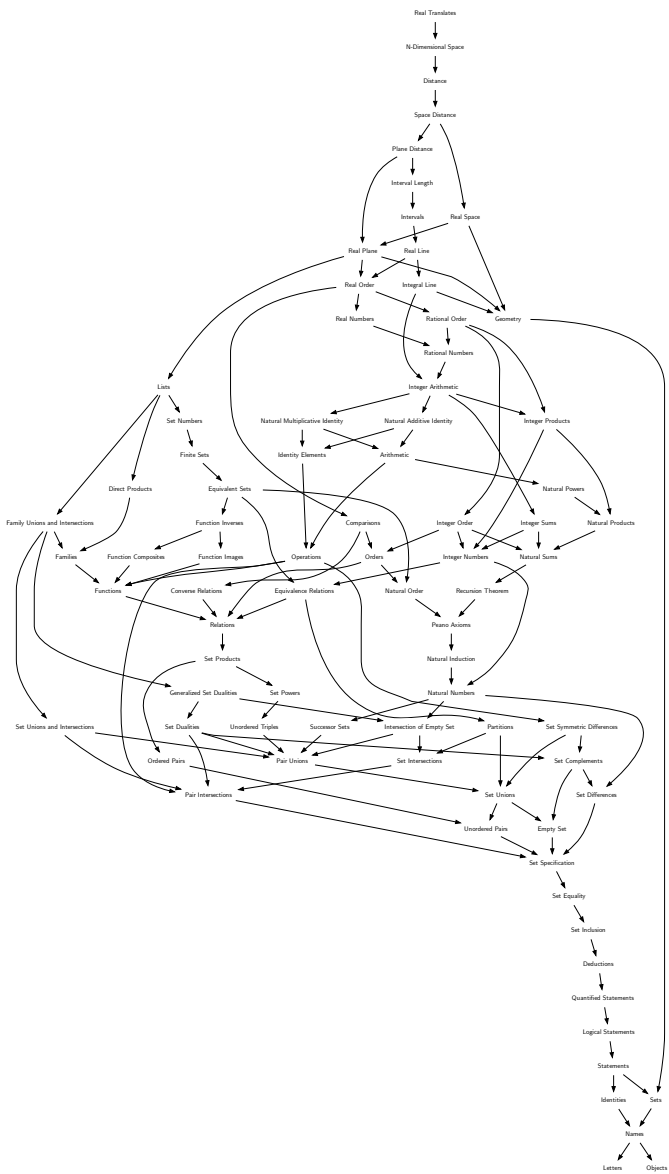 Real Translates
N-Dimensional Space
Distance
Space Distance
Plane Distance
Interval Length
Intervals
Real Space
Real Plane
Real Line
Real Order
Integral Line
Real Numbers
Rational Order
Geometry
Rational Numbers
Lists
Integer Arithmetic
Set Numbers
Natural Multiplicative Identity
Natural Additive Identity
Integer Products
Finite Sets
Identity Elements
Arithmetic
Direct Products
Equivalent Sets
Natural Powers
Family Unions and Intersections
Function Inverses
Comparisons
Integer Order
Integer Sums
Natural Products
Families
Function Composites
Function Images
Operations
Orders
Integer Numbers
Natural Sums
Functions
Converse Relations
Equivalence Relations
Natural Order
Recursion Theorem
Relations
Peano Axioms
Set Products
Natural Induction
Generalized Set Dualities
Set Powers
Natural Numbers
Set Unions and Intersections
Set Dualities
Unordered Triples
Successor Sets
Intersection of Empty Set
Partitions
Set Symmetric Differences
Ordered Pairs
Pair Unions
Set Intersections
Set Complements
Pair Intersections
Set Unions
Set Differences
Unordered Pairs
Empty Set
Set Specification
Set Equality
Set Inclusion
Deductions
Quantified Statements
Logical Statements
Statements
Identities
Sets
Names
Letters
Objects